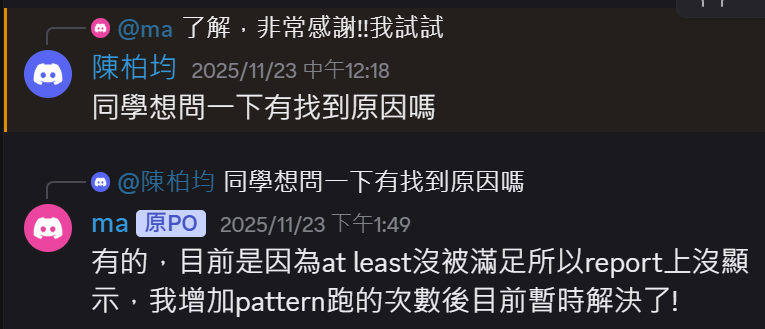 @ma 了解，非常感謝!!我試試
陳柏均 2025/11/23 中午12:18
同學想問一下有找到原因嗎
@陳柏均 同學想問一下有找到原因嗎
ma 原PO 2025/11/23 下午1:49
有的，目前是因為at least沒被滿足所以report上沒顯
示，我增加pattern跑的次數後目前暫時解決了!